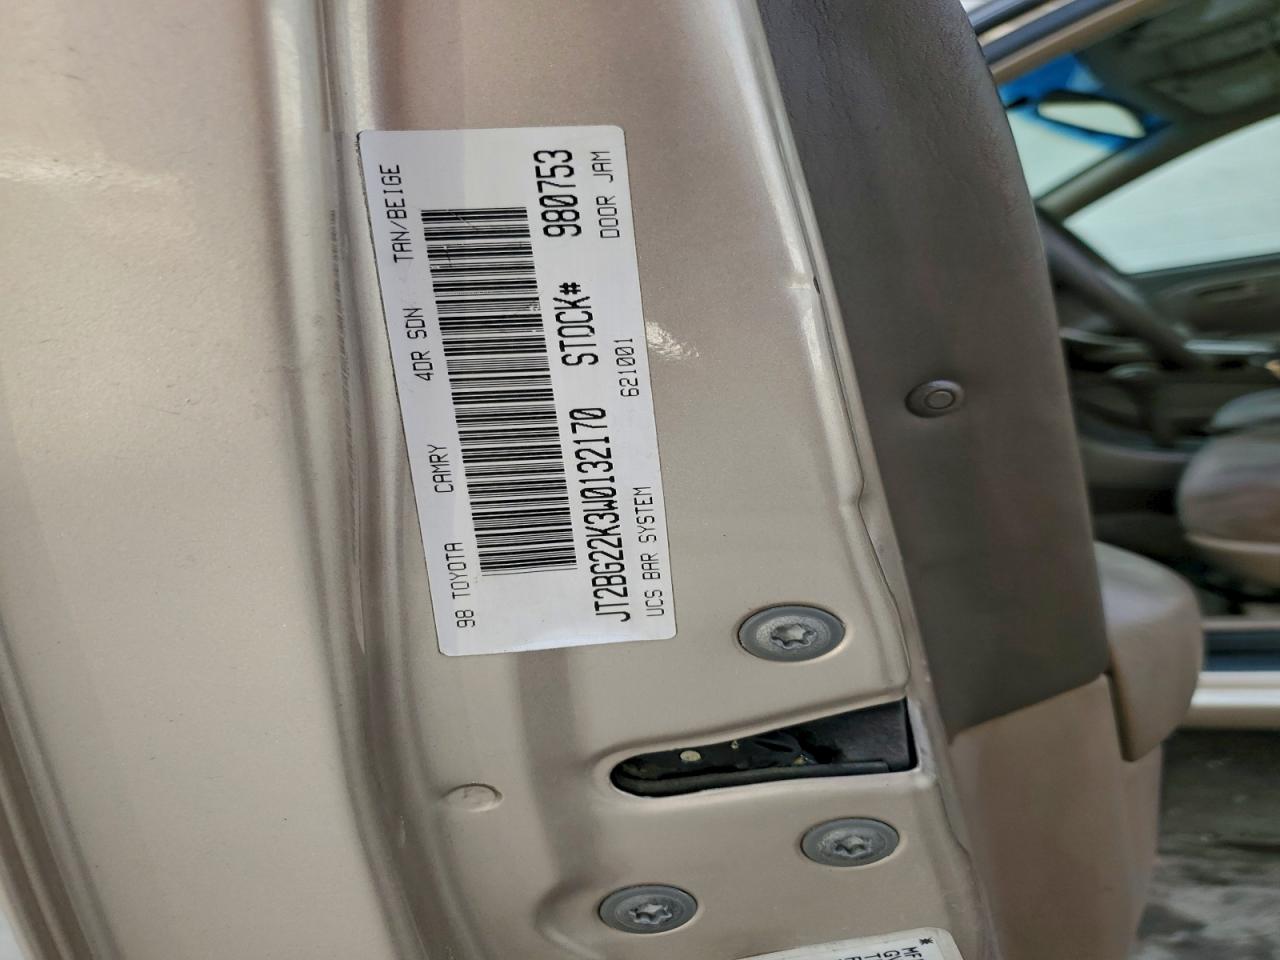 98 TOYOTA CAMRY 4DR SDN TAN/BEIGE
JT2BG22K3W0132170 STOCK# 980753
UCS BAR SYSTEM 621001 DOOR JAM